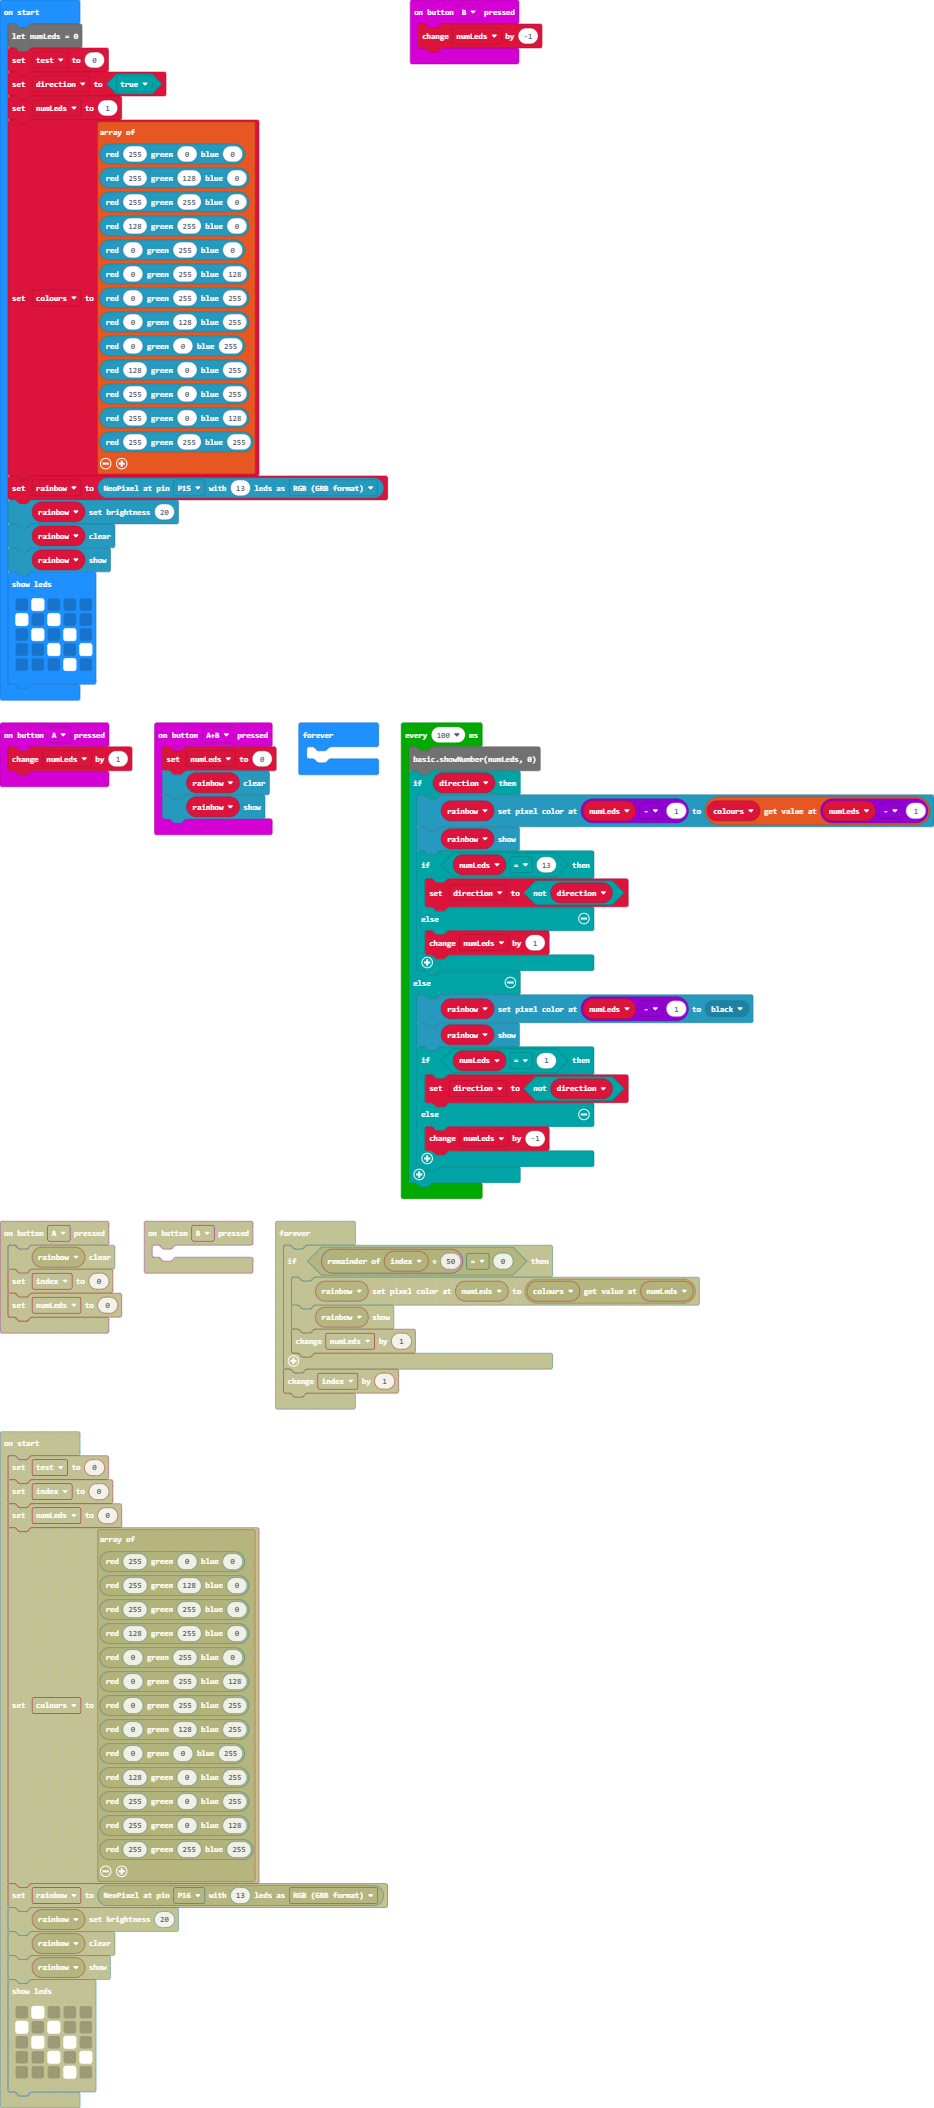 on start
let numLeds = 0
set test to 0
set direction to true
set numLeds to 1
set colours to
array of
red 255 green 0 blue 0
red 255 green 128 blue 0
red 255 green 255 blue 0
red 128 green 255 blue 0
red 0 green 255 blue 0
red 0 green 255 blue 128
red 0 green 255 blue 255
red 0 green 128 blue 255
red 0 green 0 blue 255
red 128 green 0 blue 255
red 255 green 0 blue 255
red 255 green 0 blue 128
red 255 green 255 blue 255
set rainbow to NeoPixel at pin P15 with 13 leds as RGB (GRB format)
rainbow set brightness 20
rainbow clear
rainbow show
show leds
on button B pressed
change numLeds by -1
on button A pressed
change numLeds by 1
on button A+B pressed
set numLeds to 0
rainbow clear
rainbow show
forever
every 100 ms
basic.showNumber(numLeds, 0)
if direction then
rainbow set pixel color at numLeds - 1 to colours get value at numLeds - 1
rainbow show
if numLeds = 13 then
set direction to not direction
else
change numLeds by 1
else
rainbow set pixel color at numLeds - 1 to black
rainbow show
if numLeds = 1 then
set direction to not direction
else
change numLeds by -1
on button A pressed
rainbow clear
set index to 0
set numLeds to 0
on button B pressed
forever
if remainder of index ÷ 50 = 0 then
rainbow set pixel color at numLeds to colours get value at numLeds
rainbow show
change numLeds by 1
change index by 1
on start
set test to 0
set index to 0
set numLeds to 0
set colours to
array of
red 255 green 0 blue 0
red 255 green 128 blue 0
red 255 green 255 blue 0
red 128 green 255 blue 0
red 0 green 255 blue 0
red 0 green 255 blue 128
red 0 green 255 blue 255
red 0 green 128 blue 255
red 0 green 0 blue 255
red 128 green 0 blue 255
red 255 green 0 blue 255
red 255 green 0 blue 128
red 255 green 255 blue 255
set rainbow to NeoPixel at pin P16 with 13 leds as RGB (GRB format)
rainbow set brightness 20
rainbow clear
rainbow show
show leds